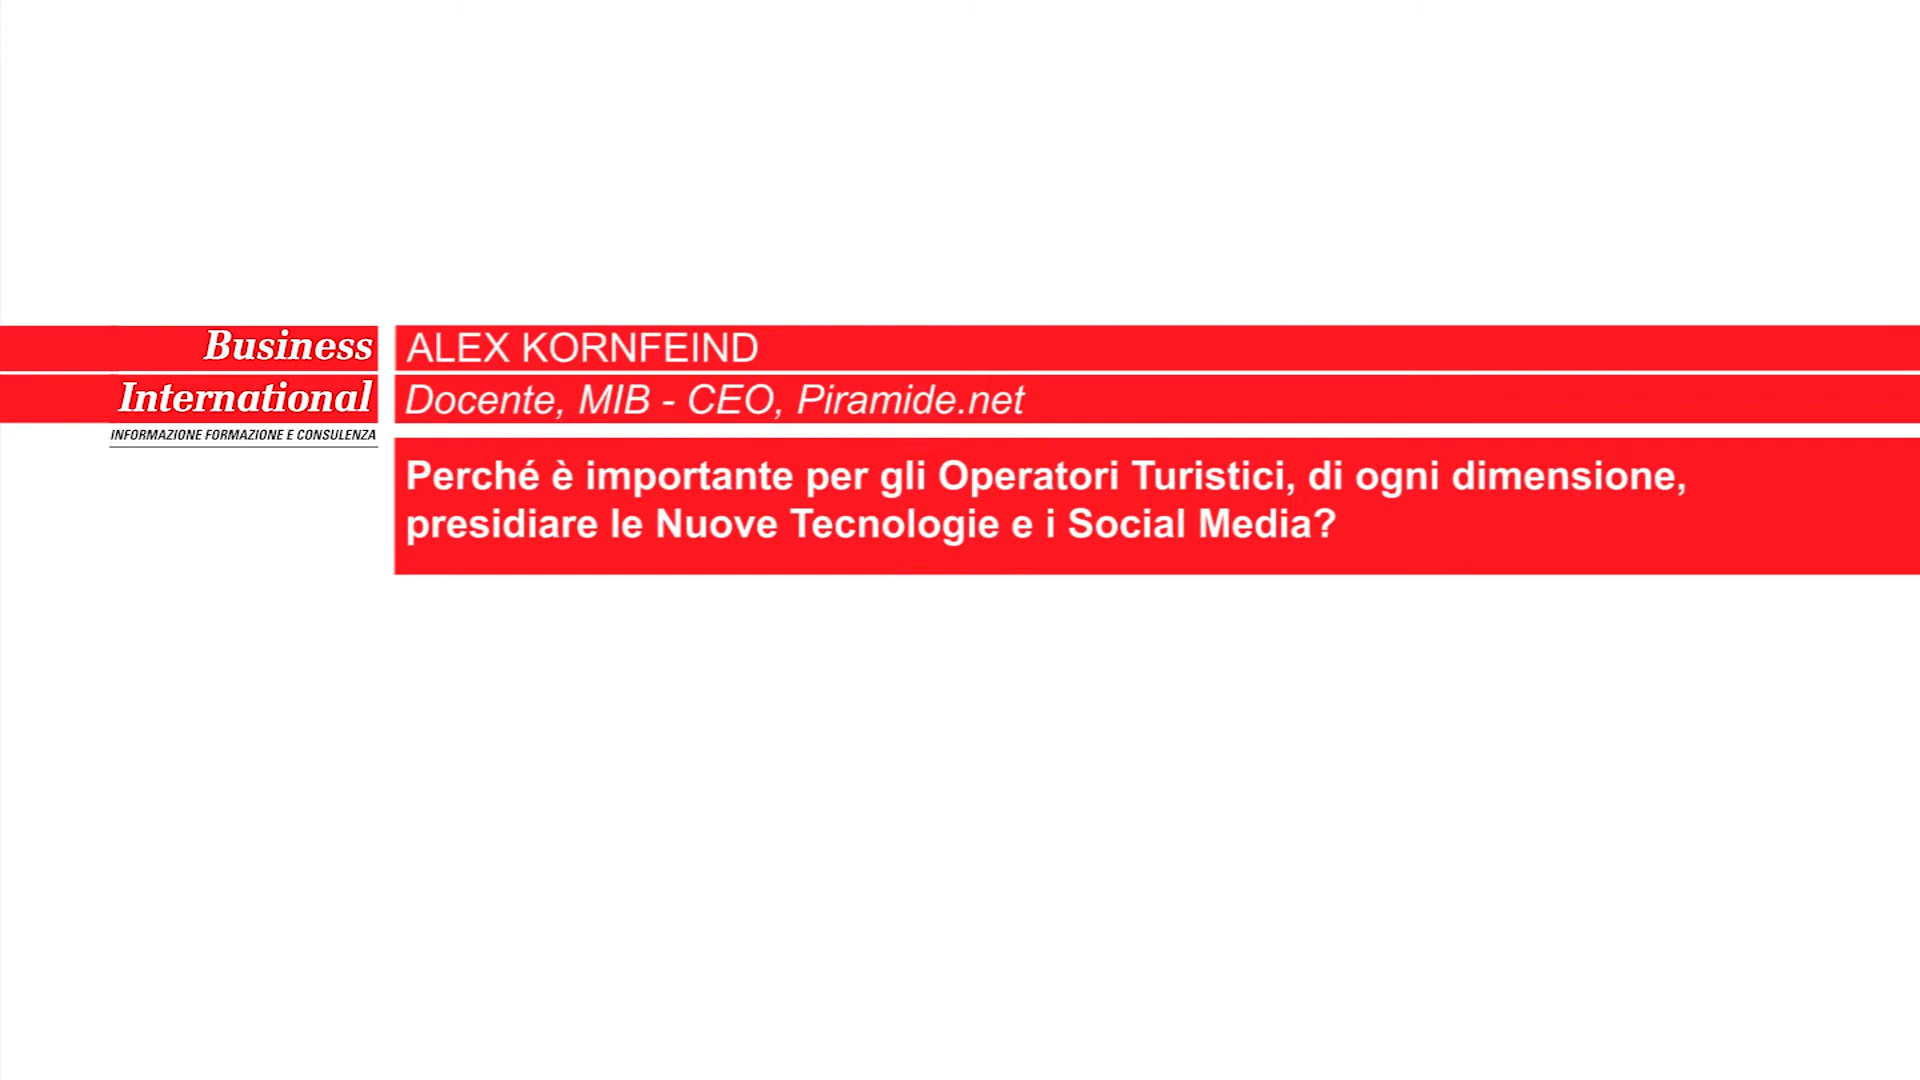 Business
International
INFORMAZIONE FORMAZIONE E CONSULENZA
ALEX KORNFEIND
Docente, MIB - CEO, Piramide.net
Perché è importante per gli Operatori Turistici, di ogni dimensione,
presidiare le Nuove Tecnologie e i Social Media?